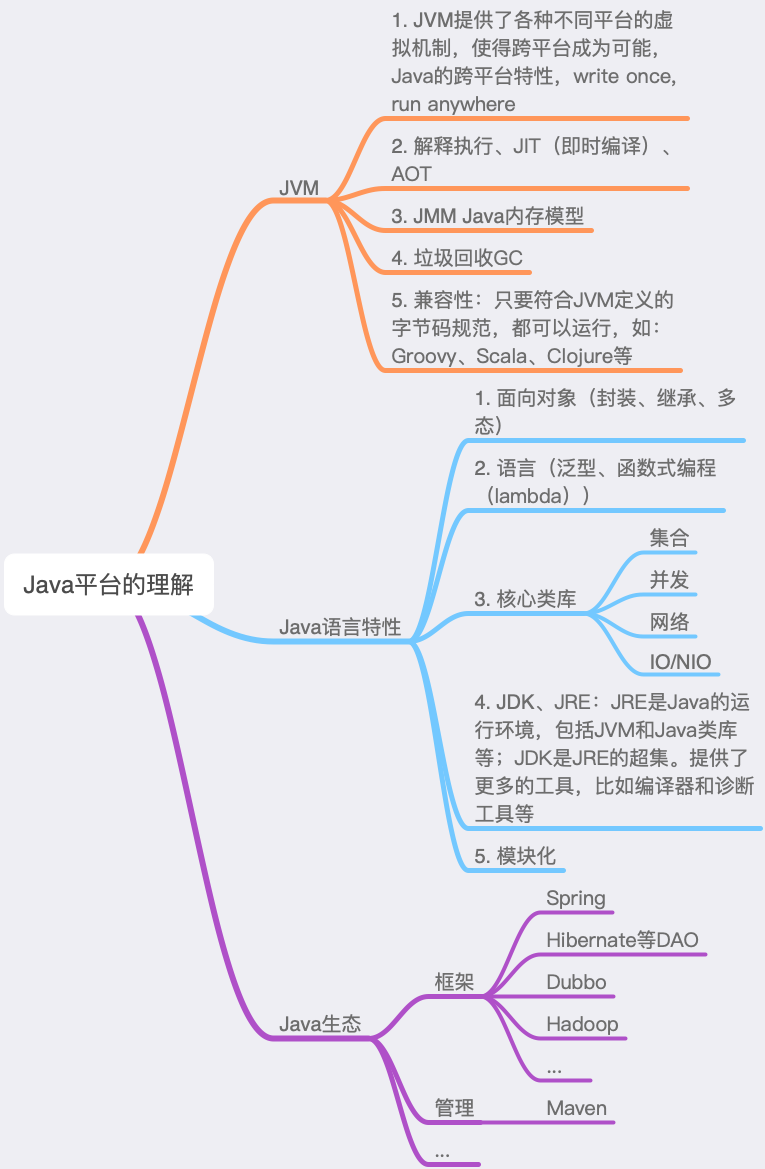 1. JVM提供了各种不同平台的虚
拟机制，使得跨平台成为可能，
Java的跨平台特性，write once,
run anywhere
2. 解释执行、JIT（即时编译）、
AOT
JVM
3. JMM Java内存模型
4. 垃圾回收GC
5. 兼容性：只要符合JVM定义的
字节码规范，都可以运行，如：
Groovy、Scala、Clojure等
Java平台的理解
Java语言特性
1. 面向对象（封装、继承、多
态）
2. 语言（泛型、函数式编程
（lambda））
3. 核心类库
集合
并发
网络
IO/NIO
4. JDK、JRE：JRE是Java的运
行环境，包括JVM和Java类库
等；JDK是JRE的超集。提供了
更多的工具，比如编译器和诊断
工具等
5. 模块化
Java生态
框架
Spring
Hibernate等DAO
Dubbo
Hadoop
...
管理
Maven
...